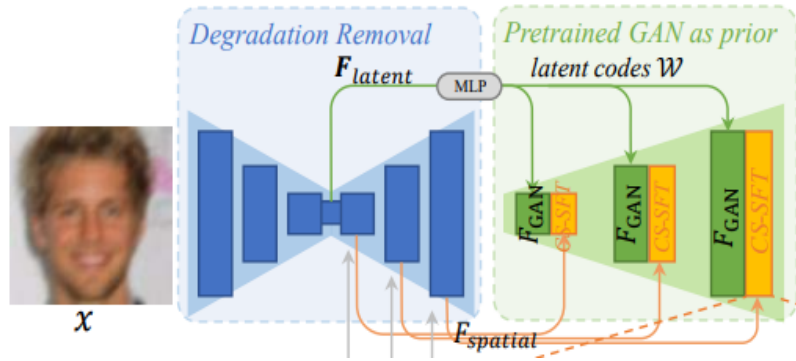 Degradation Removal
Pretrained GAN as prior
F_latent
MLP
latent codes W
F_GAN
CS-SFT
F_GAN
CS-SFT
F_GAN
CS-SFT
x
F_spatial